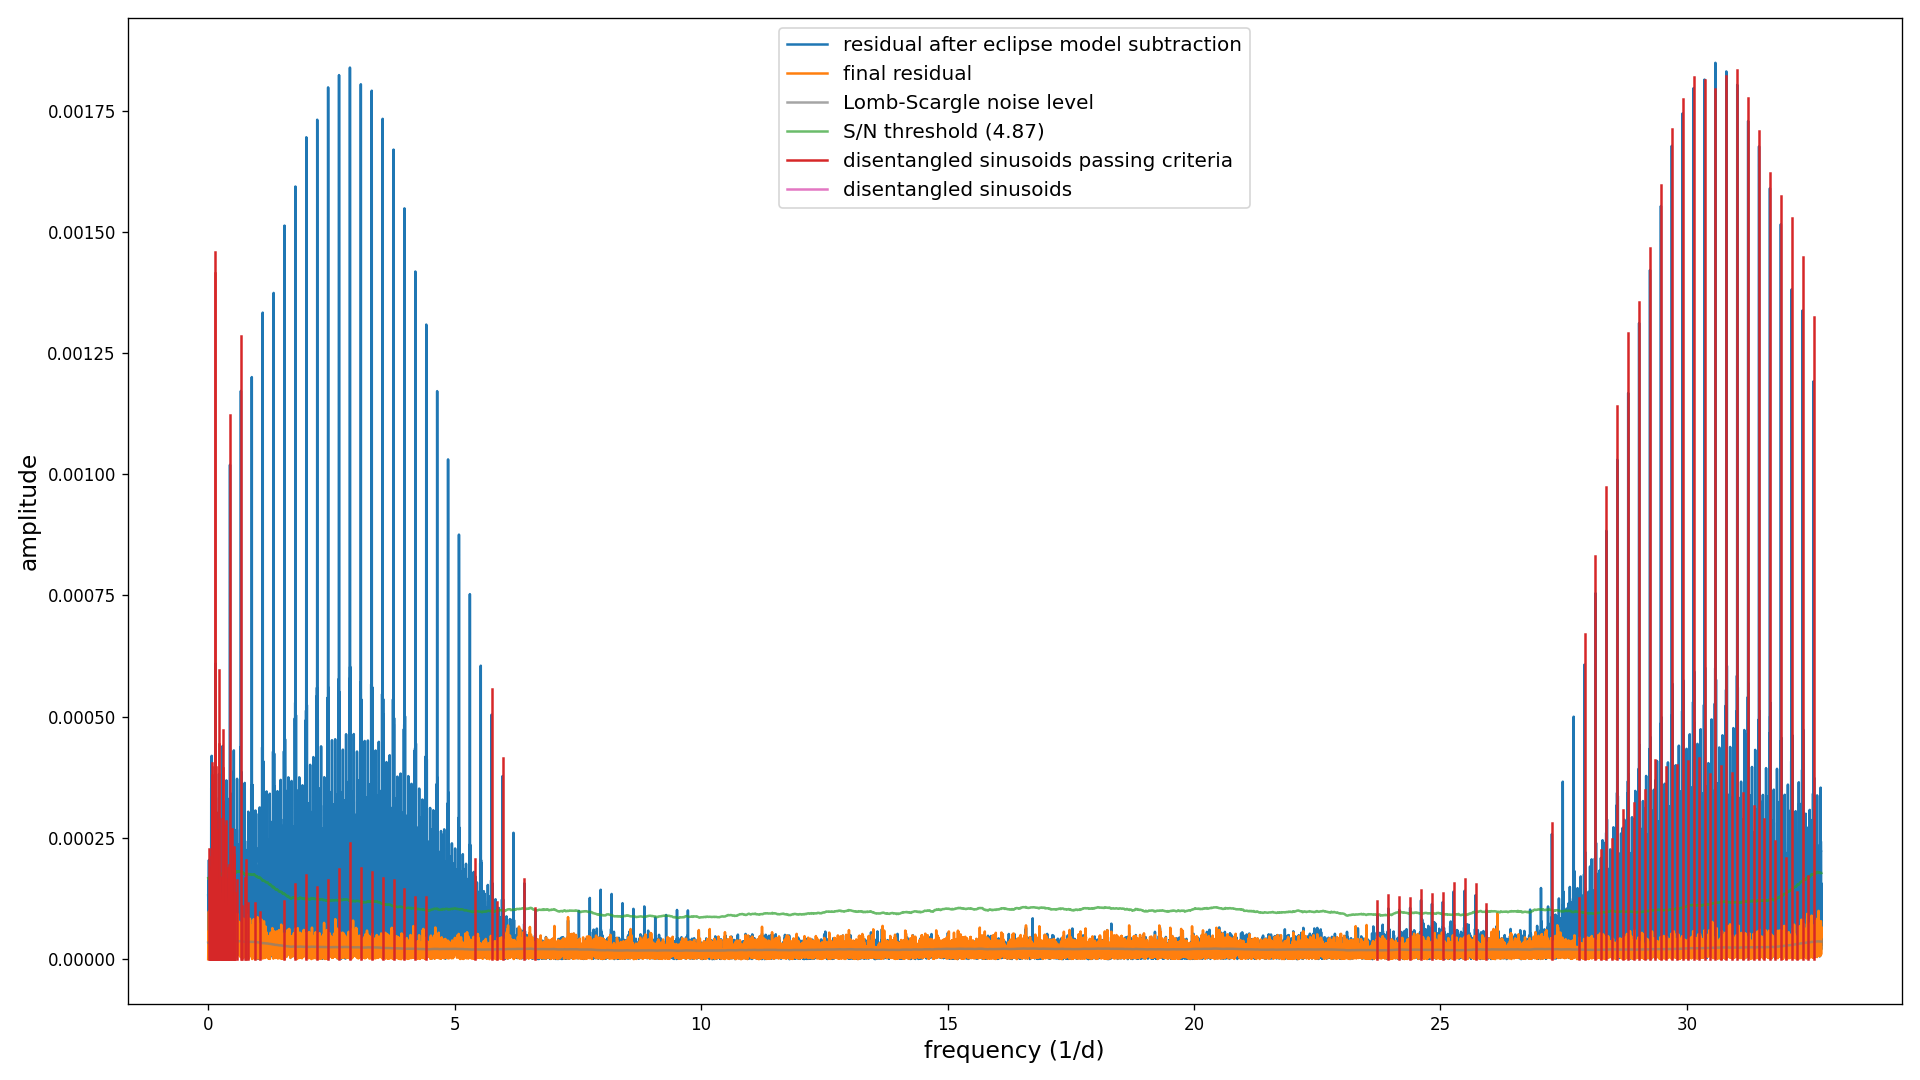 residual after eclipse model subtraction
final residual
Lomb-Scargle noise level
S/N threshold (4.87)
disentangled sinusoids passing criteria
disentangled sinusoids
amplitude
0.00175
0.00150
0.00125
0.00100
0.00075
0.00050
0.00025
0.00000
0 5 10 15 20 25 30
frequency (1/d)